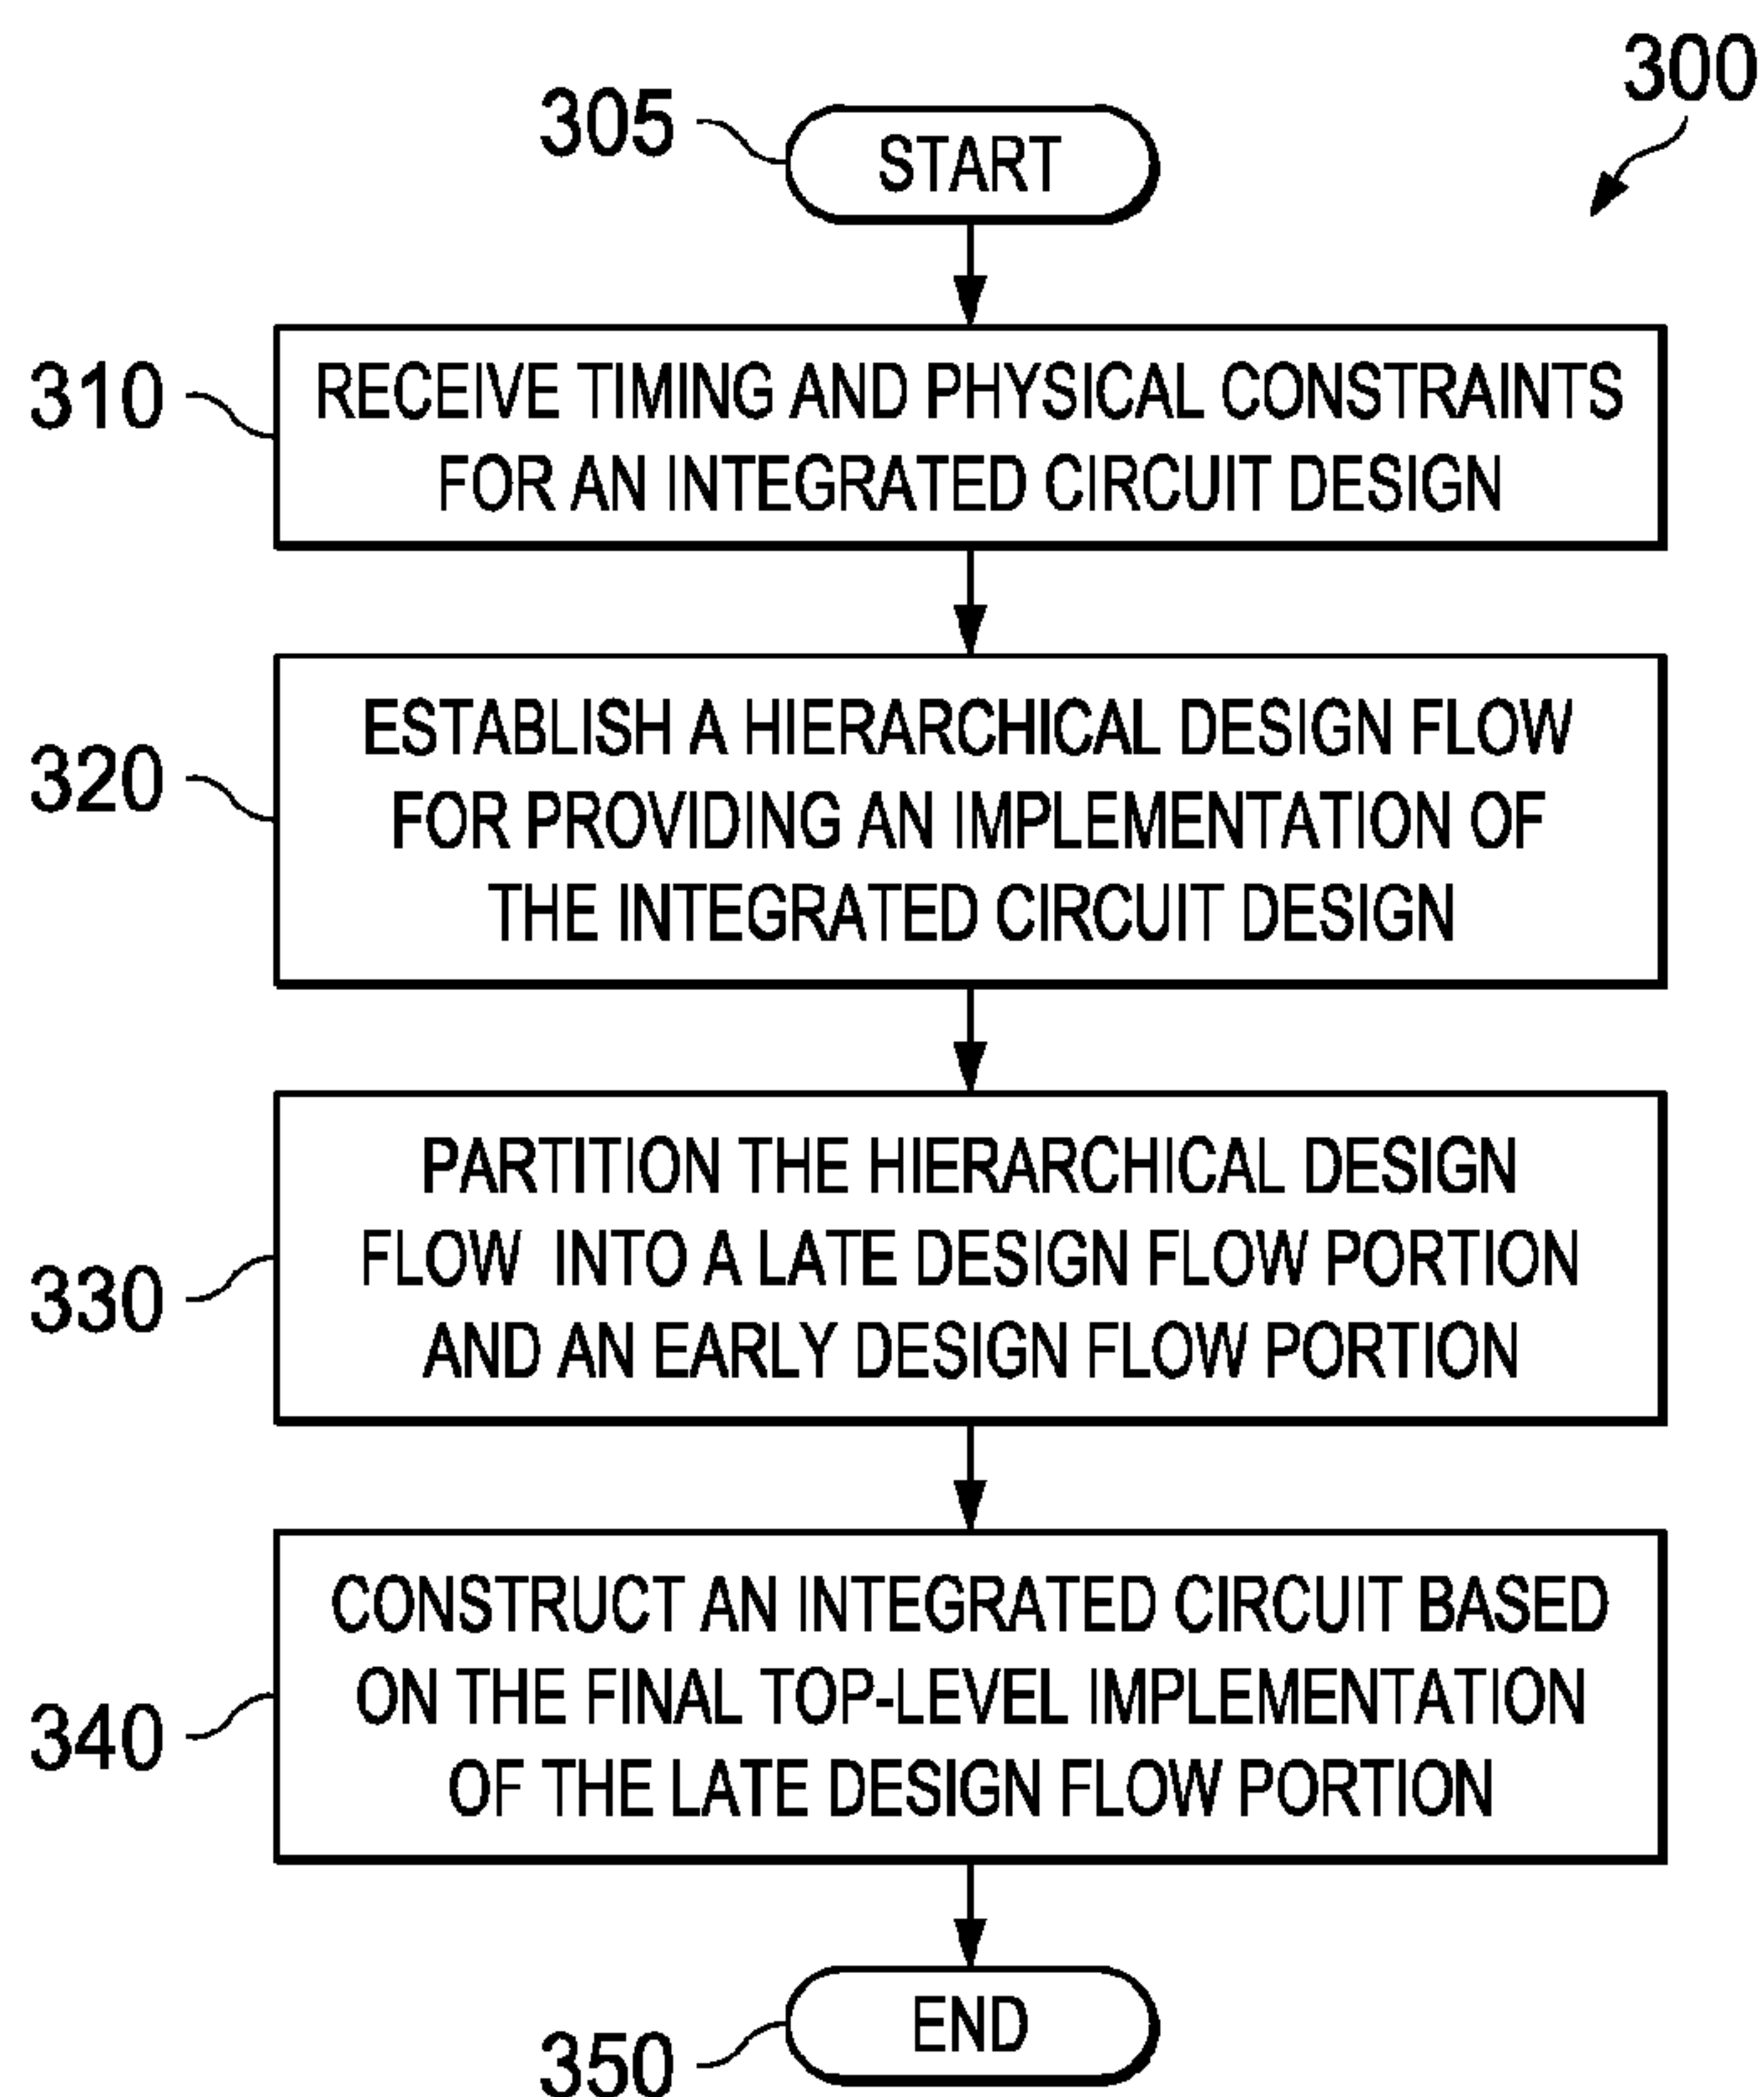 300
305
START
310
RECEIVE TIMING AND PHYSICAL CONSTRAINTS
FOR AN INTEGRATED CIRCUIT DESIGN
320
ESTABLISH A HIERARCHICAL DESIGN FLOW
FOR PROVIDING AN IMPLEMENTATION OF
THE INTEGRATED CIRCUIT DESIGN
330
PARTITION THE HIERARCHICAL DESIGN
FLOW INTO A LATE DESIGN FLOW PORTION
AND AN EARLY DESIGN FLOW PORTION
340
CONSTRUCT AN INTEGRATED CIRCUIT BASED
ON THE FINAL TOP-LEVEL IMPLEMENTATION
OF THE LATE DESIGN FLOW PORTION
350
END